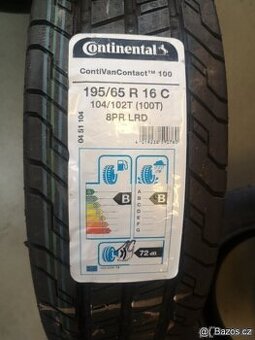 Continental
ContiVanContact™ 100
195/65 R 16 C
104/102T (100T)
8PR LRD
04 51 104
B
B
72 dB
Bazos.cz